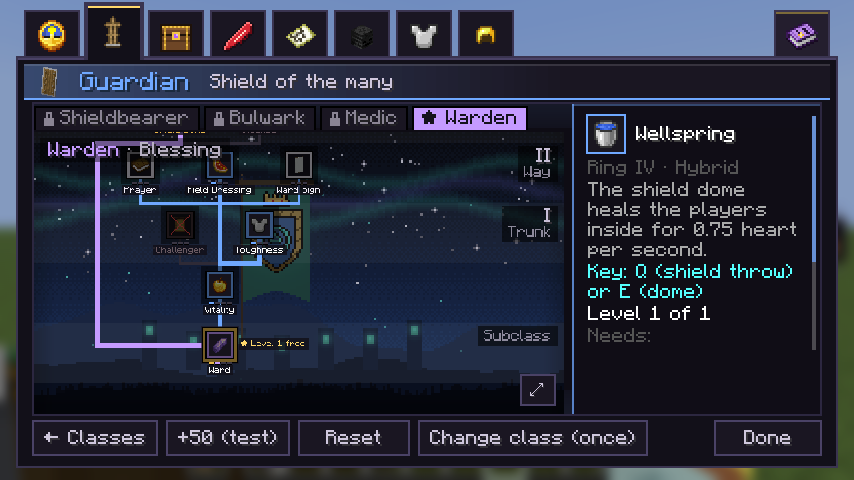 Guardian Shield of the many
Shieldbearer
Bulwark
Medic
Warden
Warden · Blessing
Prayer
Field Dressing
Ward Sign
II
Way
I
Trunk
Challenger
Toughness
Vitality
Level 1 free
Ward
Subclass
Wellspring
Ring IV · Hybrid
The shield dome
heals the players
inside for 0.75 heart
per second.
Key: Q (shield throw)
or E (dome)
Level 1 of 1
Needs:
← Classes
+50 (test)
Reset
Change class (once)
Done